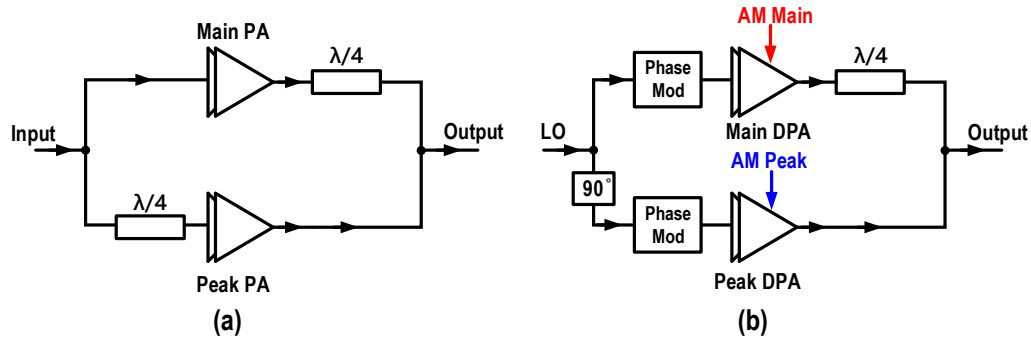 Main PA
λ/4
Input
Output
λ/4
Peak PA
(a)
AM Main
Phase
Mod
λ/4
Main DPA
LO
Output
AM Peak
90°
Phase
Mod
Peak DPA
(b)